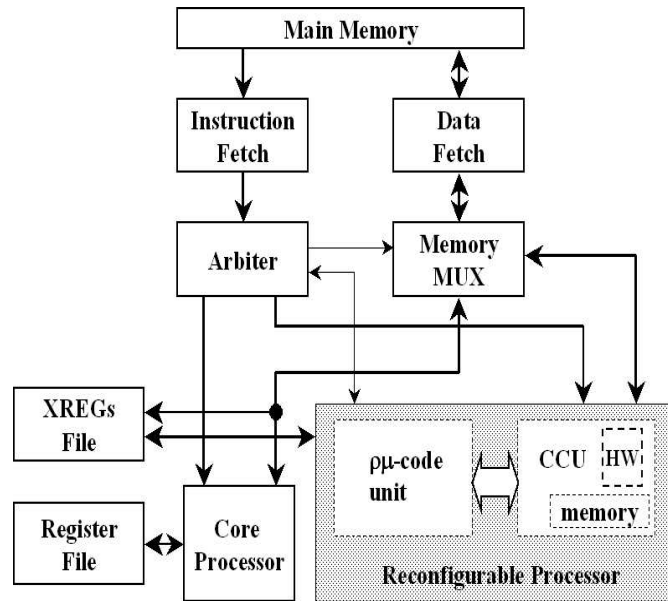 Main Memory
Instruction
Fetch
Data
Fetch
Arbiter
Memory
MUX
XREGs
File
ρμ-code
unit
CCU
HW
memory
Register
File
Core
Processor
Reconfigurable Processor